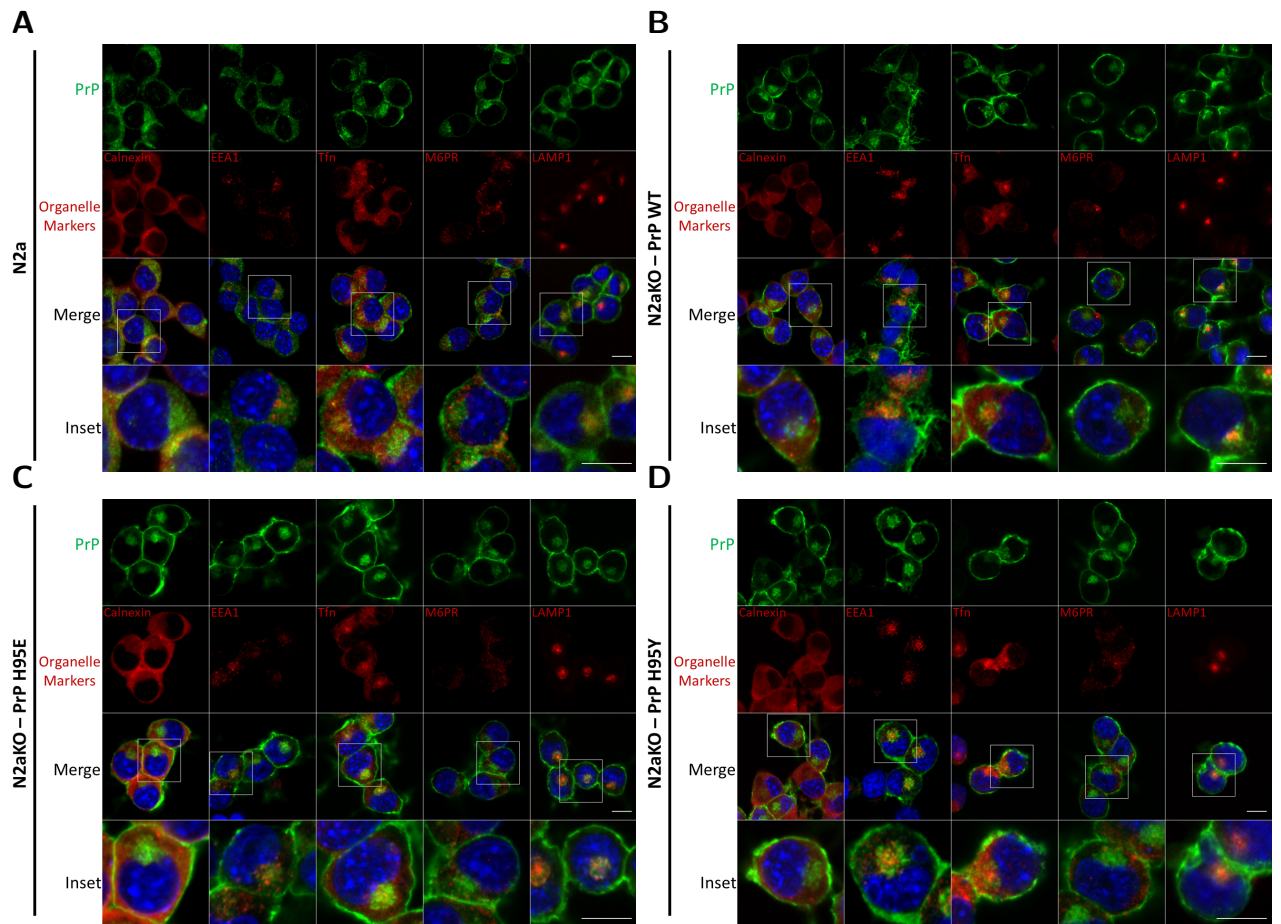 A
N2a
PrP
Calnexin EEA1 Tfn M6PR LAMP1
Organelle
Markers
Merge
Inset
B
N2aKO – PrP WT
PrP
Calnexin EEA1 Tfn M6PR LAMP1
Organelle
Markers
Merge
Inset
C
N2aKO – PrP H95E
PrP
Calnexin EEA1 Tfn M6PR LAMP1
Organelle
Markers
Merge
Inset
D
N2aKO – PrP H95Y
PrP
Calnexin EEA1 Tfn M6PR LAMP1
Organelle
Markers
Merge
Inset